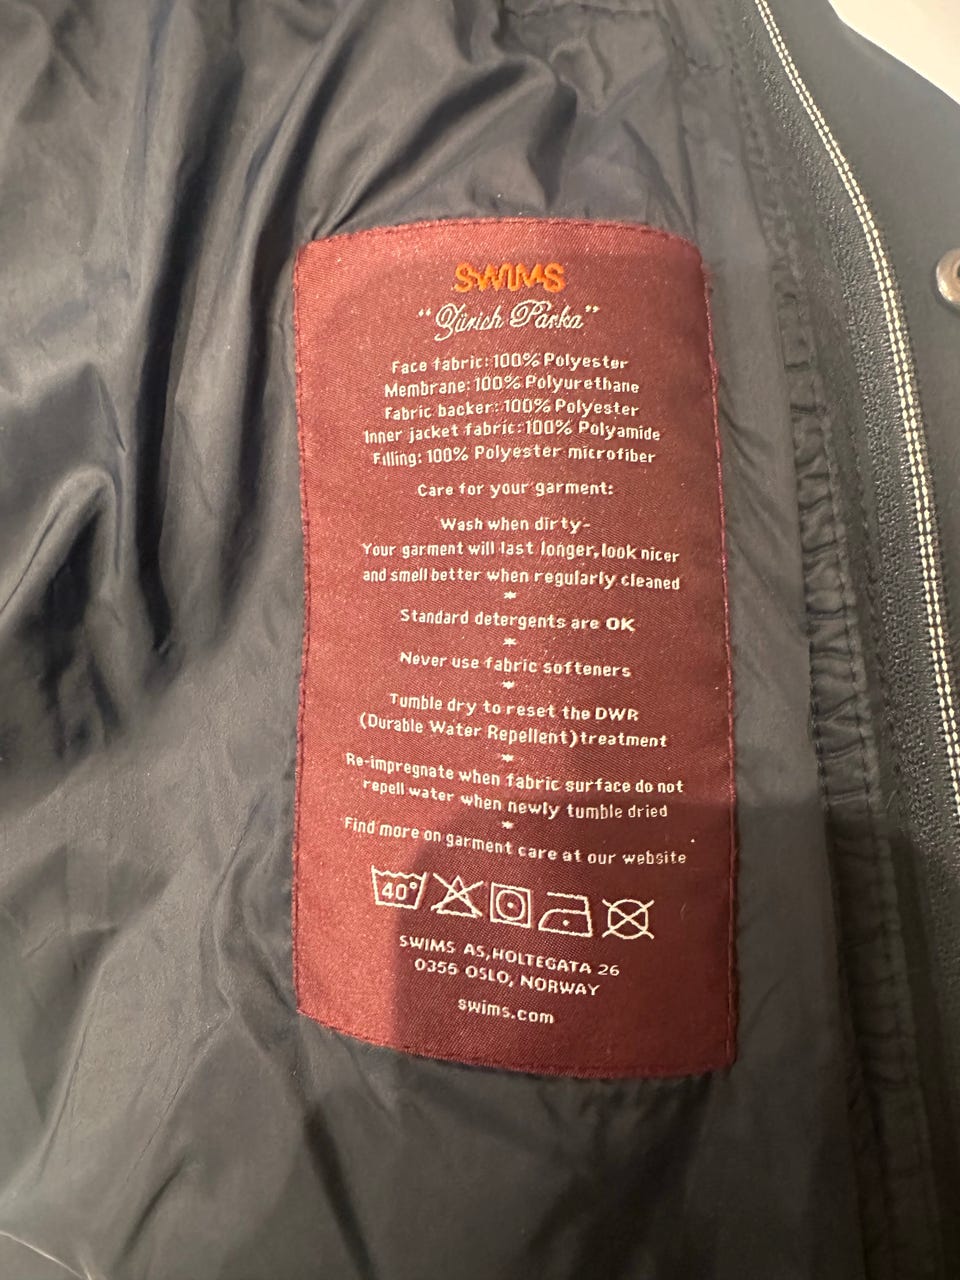 SWIMS
"Zürich Parka"
Face fabric: 100% Polyester
Membrane: 100% Polyurethane
Fabric backer: 100% Polyester
Inner jacket fabric: 100% Polyamide
Filling: 100% Polyester microfiber
Care for your garment:
Wash when dirty-
Your garment will last longer, look nicer
and smell better when regularly cleaned
*
Standard detergents are OK
*
Never use fabric softeners
*
Tumble dry to reset the DWR
(Durable Water Repellent) treatment
*
Re-impregnate when fabric surface do not
repell water when newly tumble dried
*
Find more on garment care at our website
40°
SWIMS AS, HOLTEGATA 26
0355 OSLO, NORWAY
swims.com